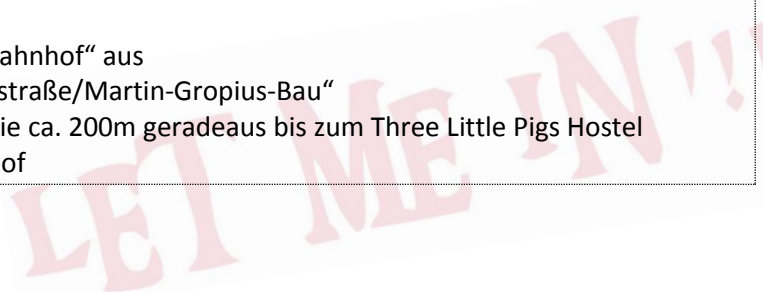 ahnhof“ aus
straße/Martin-Gropius-Bau“
ie ca. 200m geradeaus bis zum Three Little Pigs Hostel
of
LET ME IN!!!